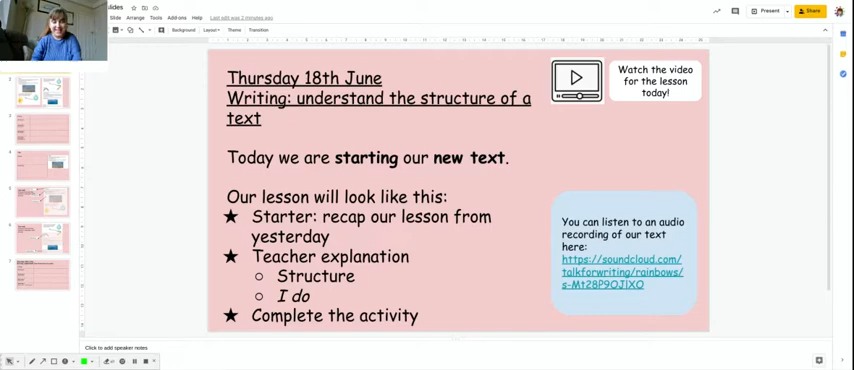 slides
Slide Arrange Tools Add-ons Help Last edit was 2 minutes ago
Present
Share
Background Layout Theme Transition
Thursday 18th June
Writing: understand the structure of a
text
Today we are starting our new text.
Our lesson will look like this:
★ Starter: recap our lesson from
yesterday
★ Teacher explanation
○ Structure
○ I do
★ Complete the activity
Watch the video
for the lesson
today!
You can listen to an audio
recording of our text
here:
https://soundcloud.com/
talkforwriting/rainbows/
s-Mt28P9OJlXO
Click to add speaker notes